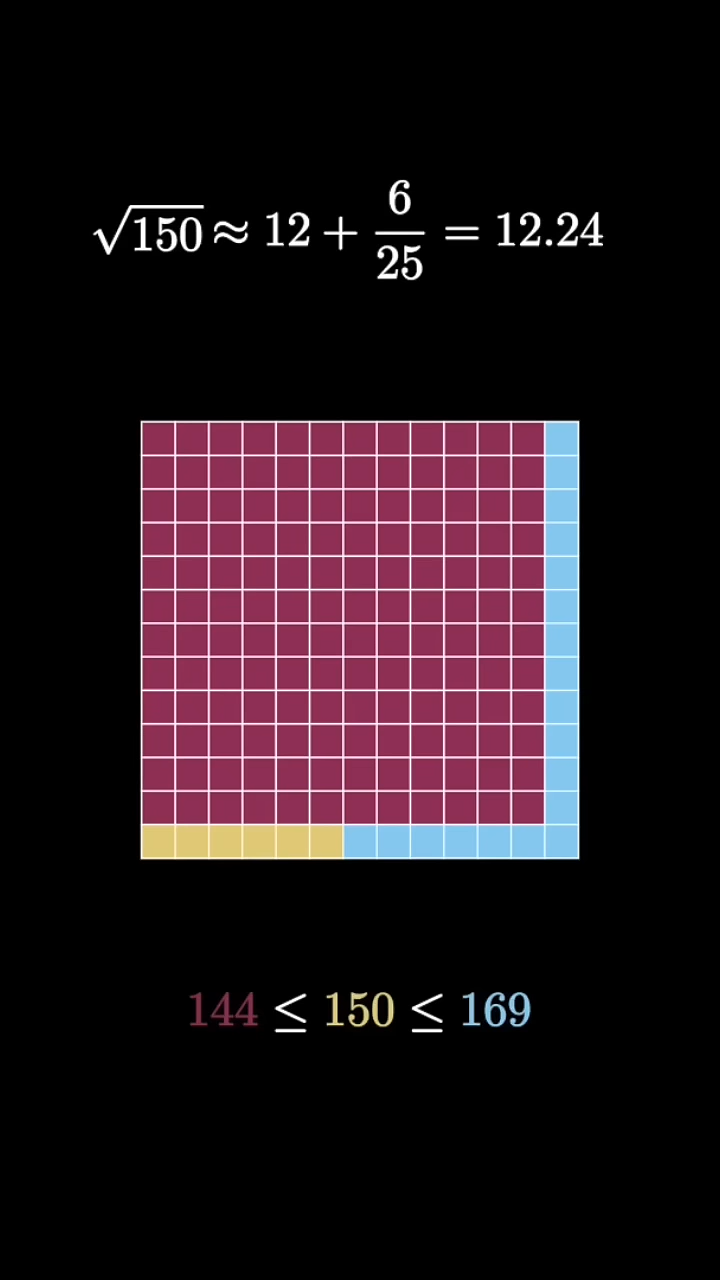 √150 ≈ 12 + 6/25 = 12.24
144 ≤ 150 ≤ 169